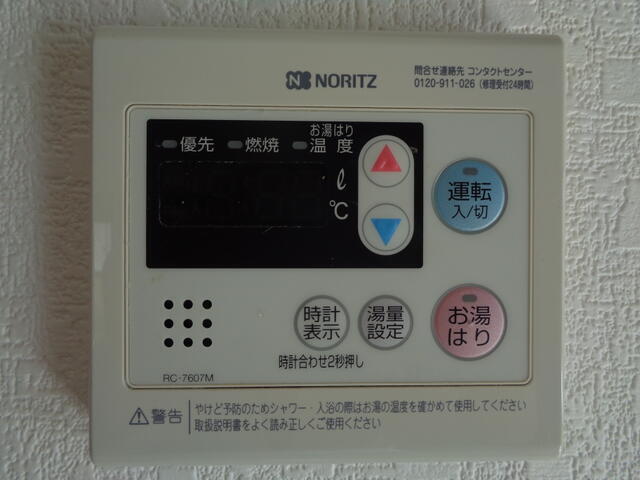 NORITZ
問合せ連絡先 コンタクトセンター
0120-911-026(修理受付24時間)
お湯はり
優先 燃焼 温度
ℓ
℃
運転
入/切
時計
表示
湯量
設定
お湯
はり
時計合わせ2秒押し
RC-7607M
警告
やけど予防のためシャワー・入浴の際はお湯の温度を確かめて使用してください
取扱説明書をよく読み正しくご使用ください